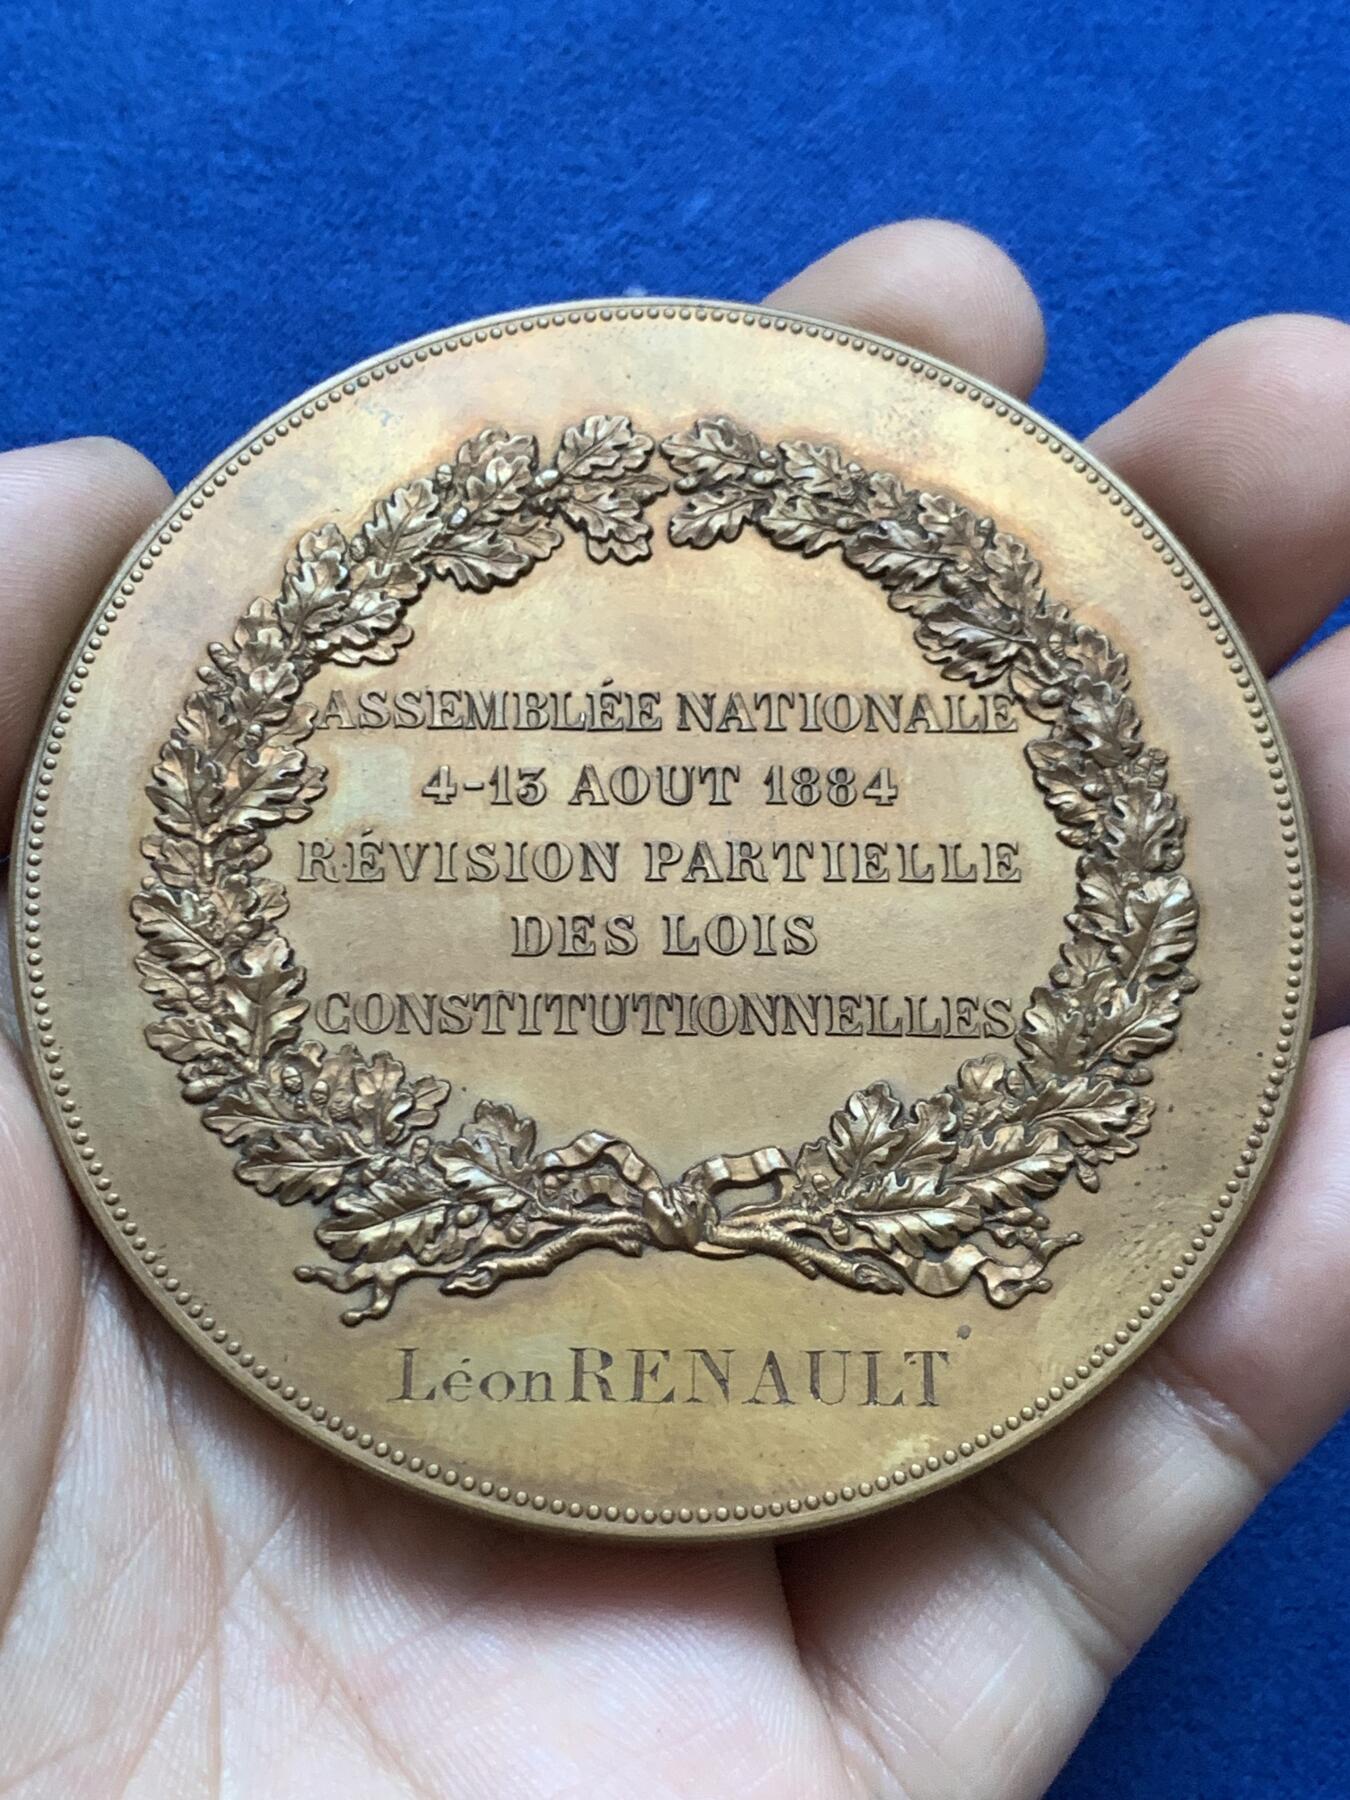 ASSEMBLÉE NATIONALE
4-13 AOUT 1884
RÉVISION PARTIELLE
DES LOIS
CONSTITUTIONNELLES
Léon RENAULT